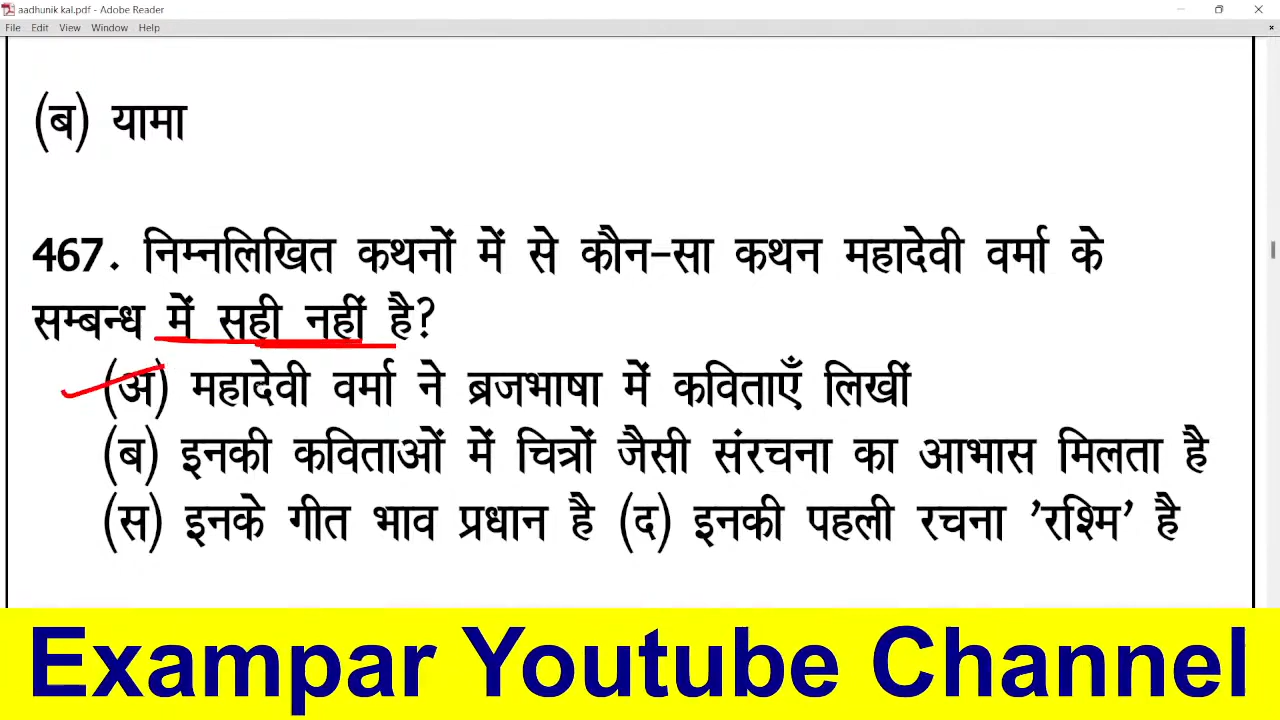 aadhunik kal.pdf - Adobe Reader
File Edit View Window Help
(ब) यामा
467. निम्नलिखित कथनों में से कौन-सा कथन महादेवी वर्मा के
सम्बन्ध में सही नहीं है?
(अ) महादेवी वर्मा ने ब्रजभाषा में कविताएँ लिखीं
(ब) इनकी कविताओं में चित्रों जैसी संरचना का आभास मिलता है
(स) इनके गीत भाव प्रधान है (द) इनकी पहली रचना ’रश्मि’ है
Exampar Youtube Channel